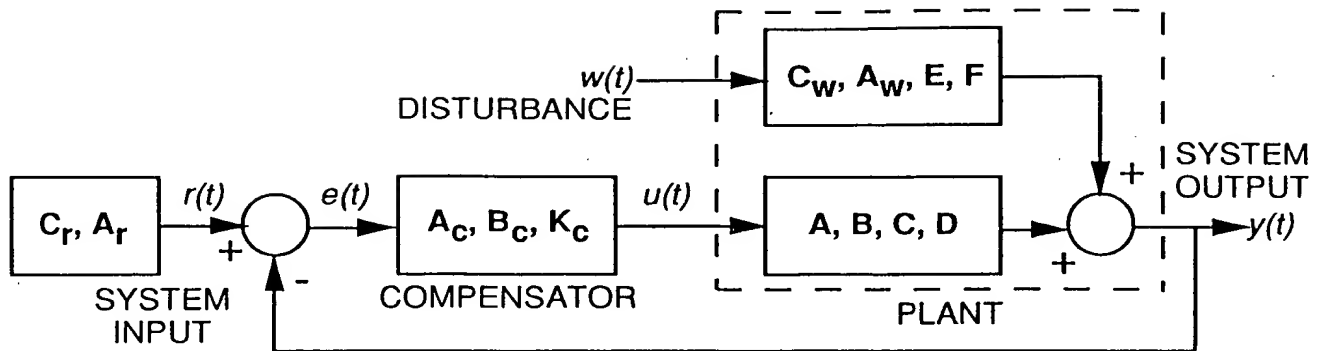 w(t)
DISTURBANCE
C_w, A_w, E, F
SYSTEM
OUTPUT
+
C_r, A_r
r(t)
+
-
e(t)
A_c, B_c, K_c
u(t)
A, B, C, D
+
y(t)
SYSTEM
INPUT
COMPENSATOR
PLANT